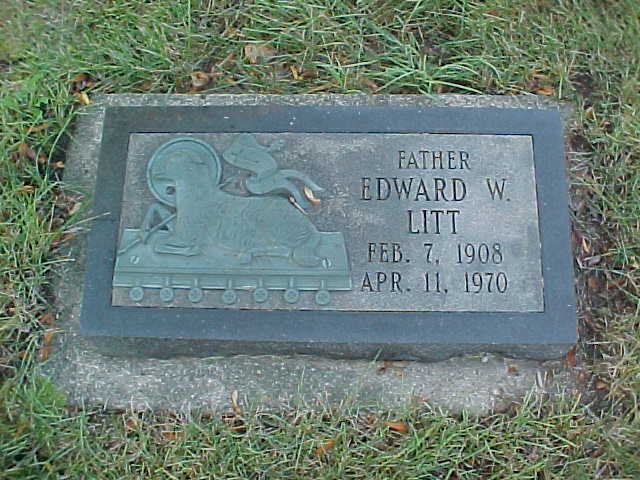 FATHER
EDWARD W.
LITT
FEB. 7, 1908
APR. 11, 1970